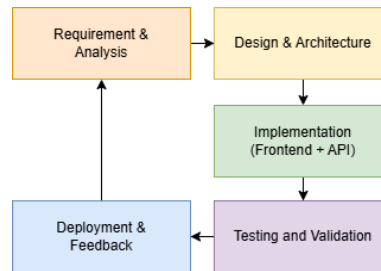 Requirement &
Analysis
Design & Architecture
Implementation
(Frontend + API)
Testing and Validation
Deployment &
Feedback